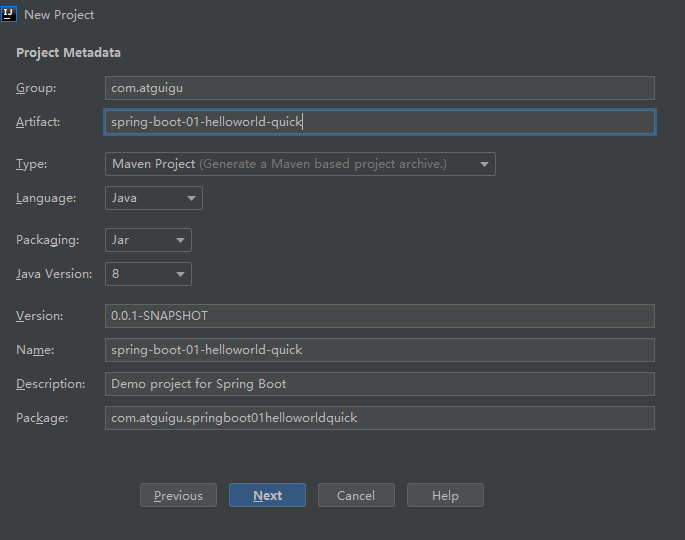 New Project
Project Metadata
Group: com.atguigu
Artifact: spring-boot-01-helloworld-quick
Type: Maven Project (Generate a Maven based project archive.)
Language: Java
Packaging: Jar
Java Version: 8
Version: 0.0.1-SNAPSHOT
Name: spring-boot-01-helloworld-quick
Description: Demo project for Spring Boot
Package: com.atguigu.springboot01helloworldquick
Previous Next Cancel Help